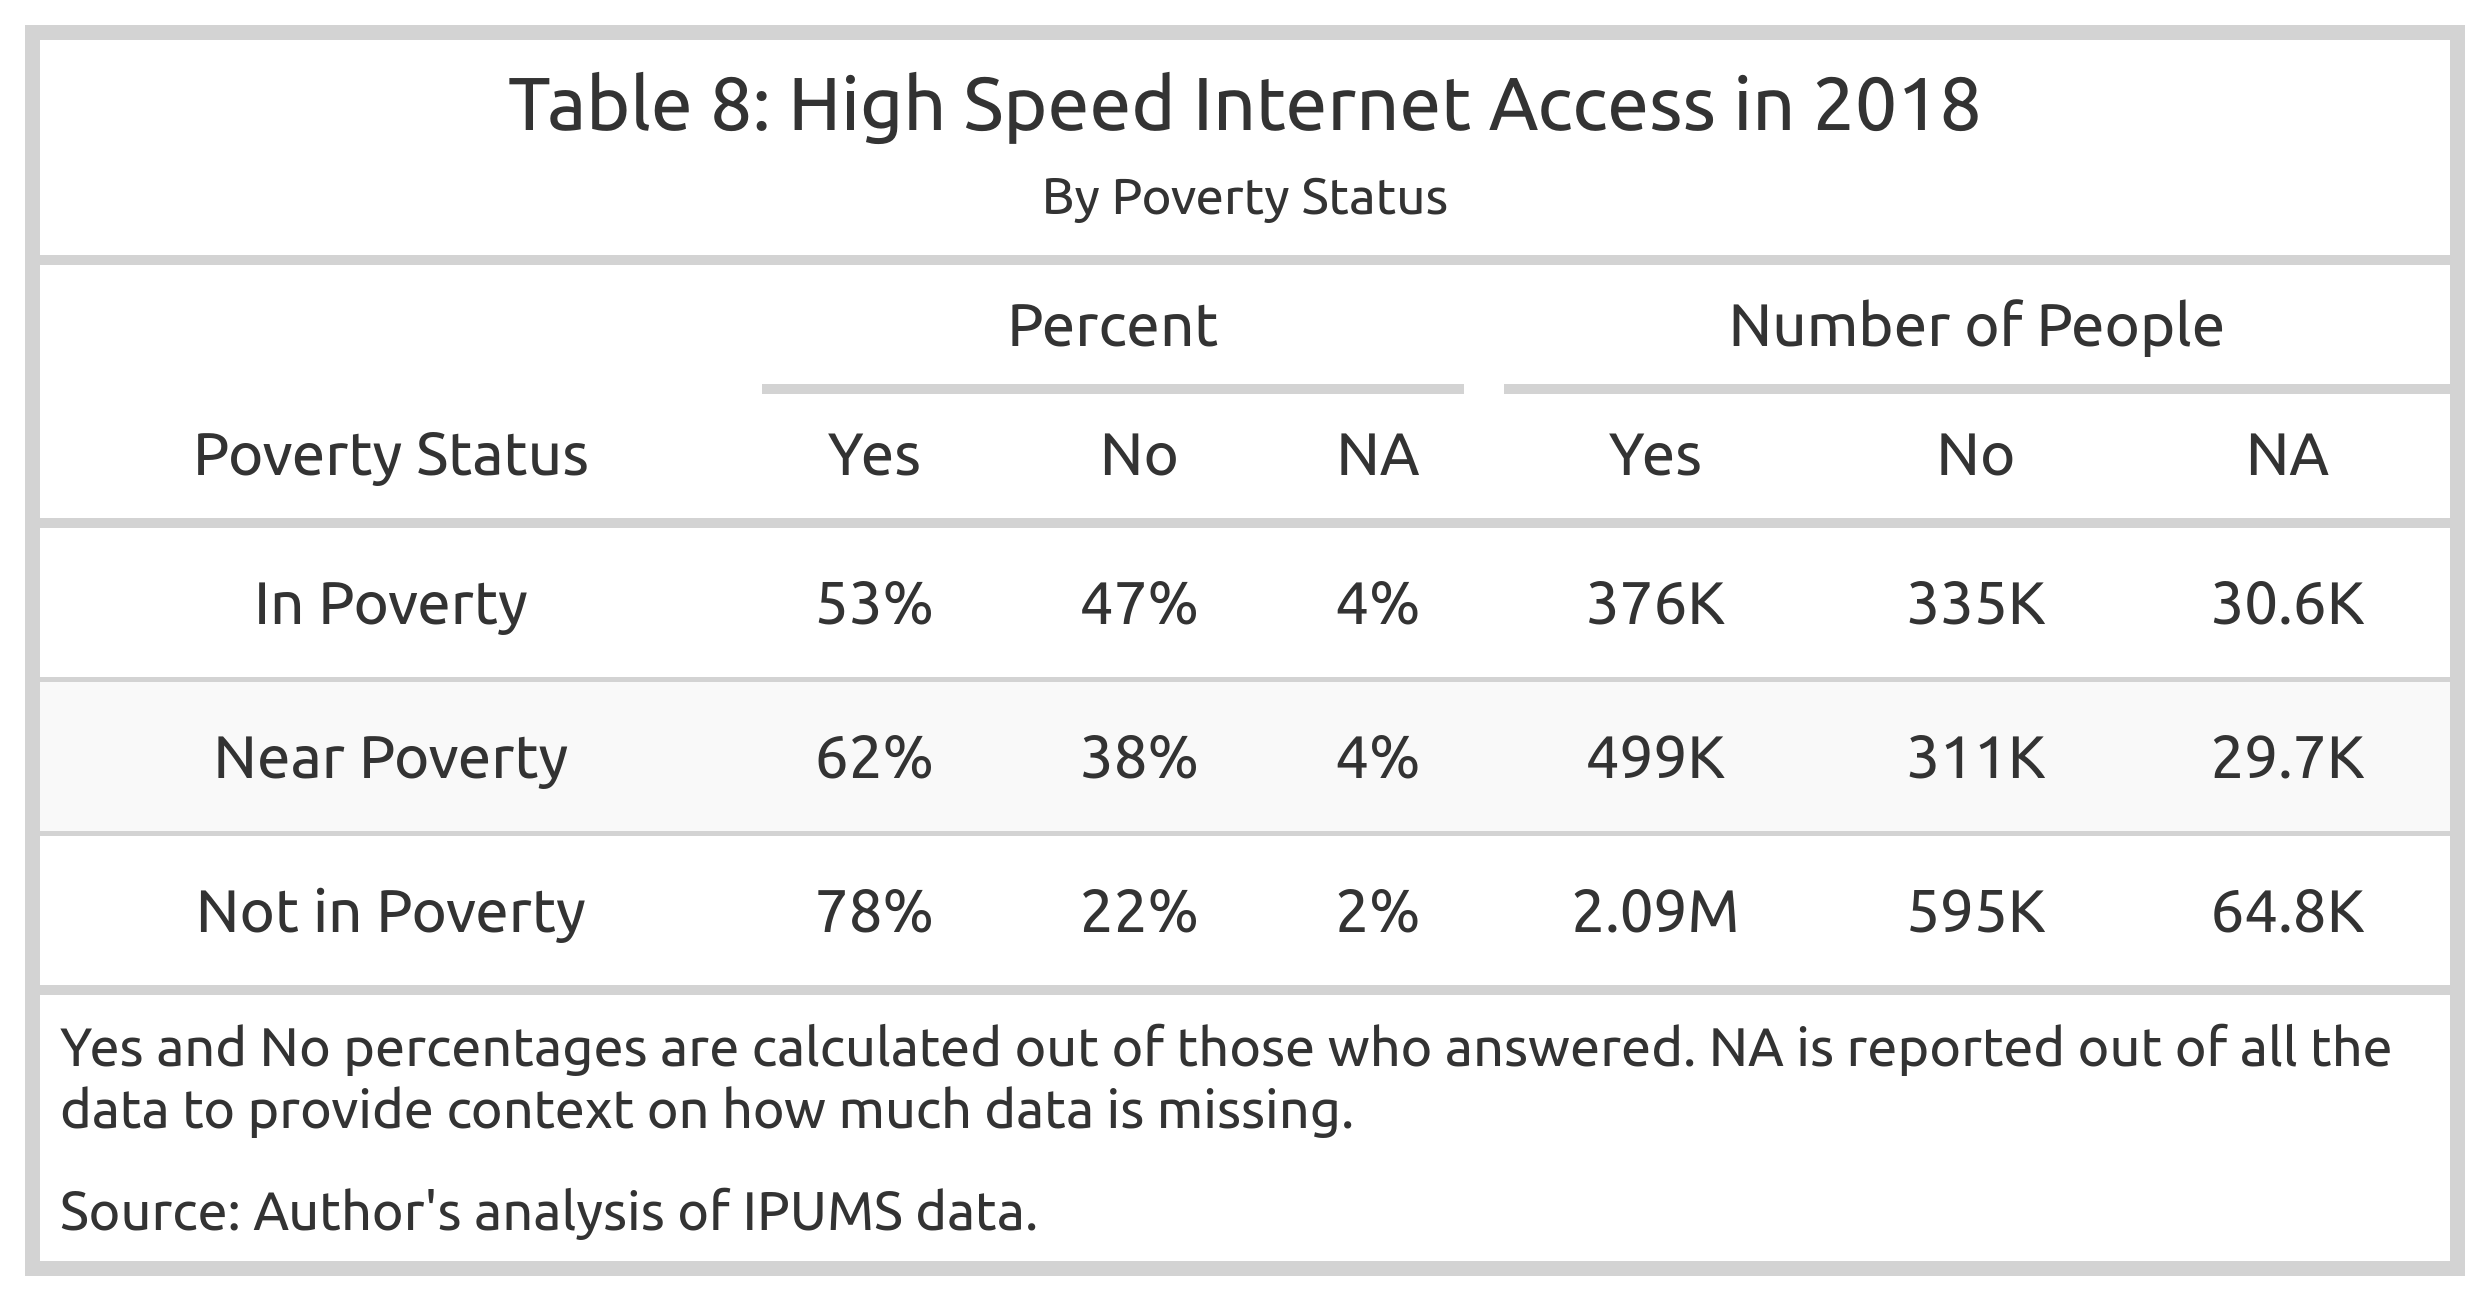 Table 8: High Speed Internet Access in 2018
By Poverty Status
Percent Number of People
Poverty Status Yes No NA Yes No NA
In Poverty 53% 47% 4% 376K 335K 30.6K
Near Poverty 62% 38% 4% 499K 311K 29.7K
Not in Poverty 78% 22% 2% 2.09M 595K 64.8K
Yes and No percentages are calculated out of those who answered. NA is reported out of all the
data to provide context on how much data is missing.
Source: Author's analysis of IPUMS data.